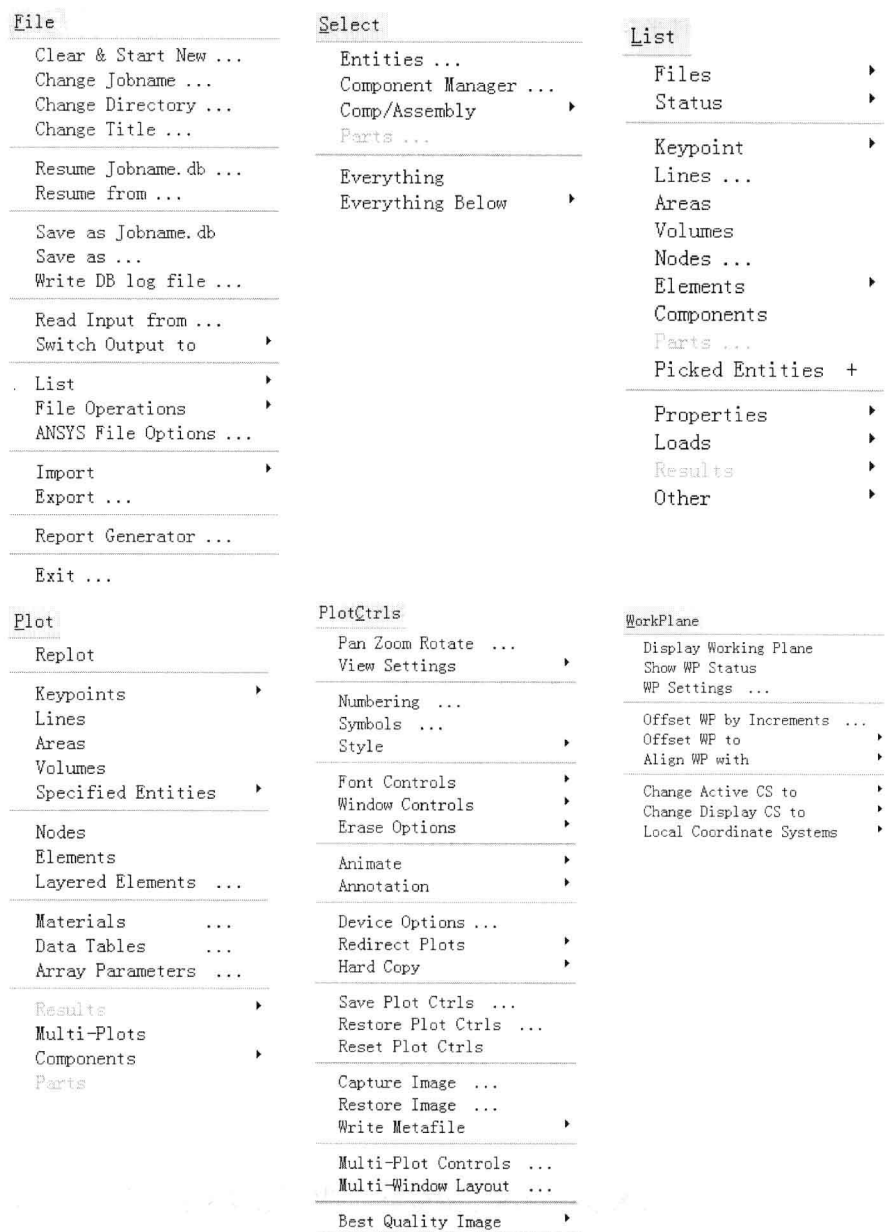 File
Clear & Start New ...
Change Jobname ...
Change Directory ...
Change Title ...
Resume Jobname.db ...
Resume from ...
Save as Jobname.db
Save as ...
Write DB log file ...
Read Input from ...
Switch Output to
List
File Operations
ANSYS File Options ...
Import
Export ...
Report Generator ...
Exit ...
Select
Entities ...
Component Manager ...
Comp/Assembly
Parts ...
Everything
Everything Below
List
Files
Status
Keypoint
Lines ...
Areas
Volumes
Nodes ...
Elements
Components
Parts ...
Picked Entities +
Properties
Loads
Results
Other
Plot
Replot
Keypoints
Lines
Areas
Volumes
Specified Entities
Nodes
Elements
Layered Elements ...
Materials ...
Data Tables ...
Array Parameters ...
Results
Multi-Plots
Components
Parts
PlotCtrls
Pan Zoom Rotate ...
View Settings
Numbering ...
Symbols ...
Style
Font Controls
Window Controls
Erase Options
Animate
Annotation
Device Options ...
Redirect Plots
Hard Copy
Save Plot Ctrls ...
Restore Plot Ctrls ...
Reset Plot Ctrls
Capture Image ...
Restore Image ...
Write Metafile
Multi-Plot Controls ...
Multi-Window Layout ...
Best Quality Image
WorkPlane
Display Working Plane
Show WP Status
WP Settings ...
Offset WP by Increments ...
Offset WP to
Align WP with
Change Active CS to
Change Display CS to
Local Coordinate Systems